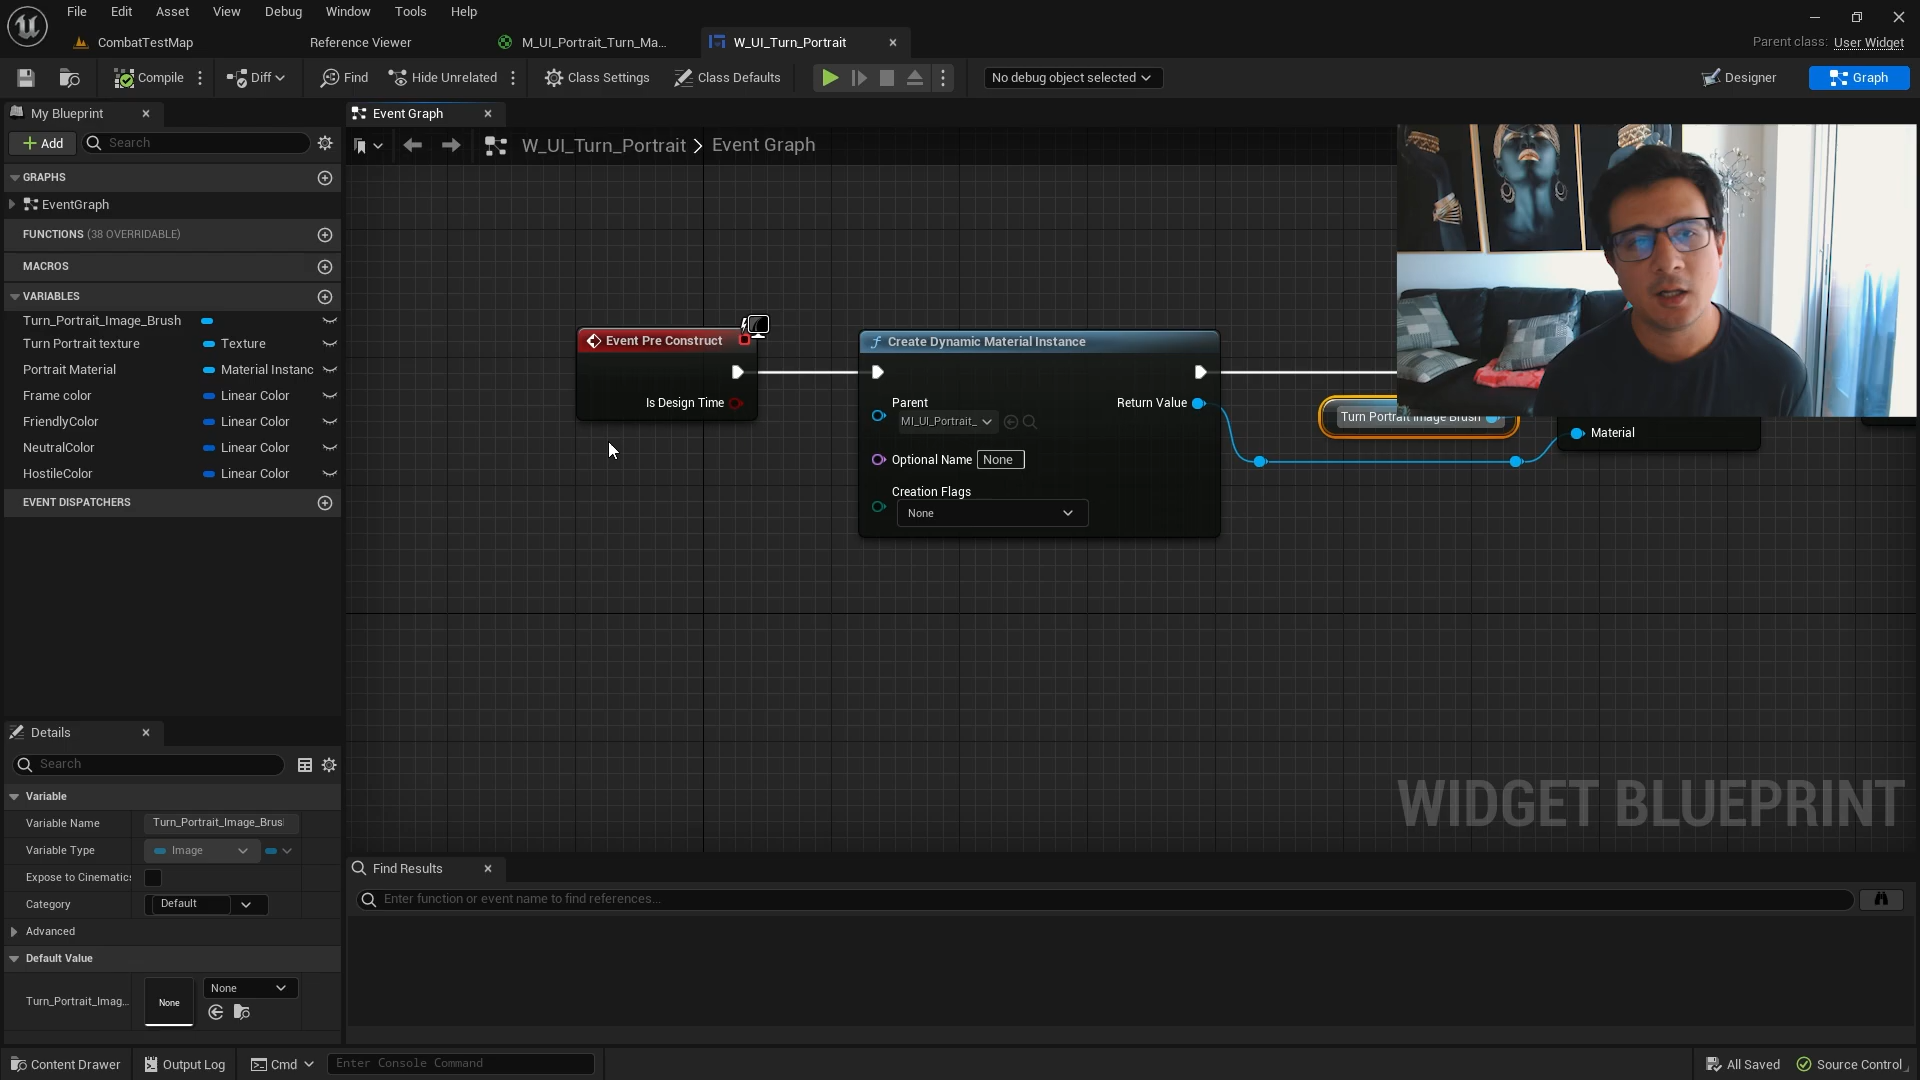 File Edit Asset View Debug Window Tools Help
CombatTestMap
Reference Viewer
M_UI_Portrait_Turn_Ma...
W_UI_Turn_Portrait
Parent class: User Widget
Compile
Diff
Find
Hide Unrelated
Class Settings
Class Defaults
No debug object selected
Designer
Graph
My Blueprint
Add
Search
GRAPHS
EventGraph
FUNCTIONS (38 OVERRIDABLE)
MACROS
VARIABLES
Turn_Portrait_Image_Brush
Turn Portrait texture Texture
Portrait Material Material Instanc
Frame color Linear Color
FriendlyColor Linear Color
NeutralColor Linear Color
HostileColor Linear Color
EVENT DISPATCHERS
Event Graph
W_UI_Turn_Portrait > Event Graph
Event Pre Construct
Is Design Time
Create Dynamic Material Instance
Parent
MI_UI_Portrait_
Return Value
Optional Name None
Creation Flags
None
Turn Portrait Image Brush
Material
WIDGET BLUEPRINT
Details
Search
Variable
Variable Name Turn_Portrait_Image_Brus
Variable Type Image
Expose to Cinematic
Category Default
Advanced
Default Value
Turn_Portrait_Imag... None None
Find Results
Enter function or event name to find references...
Content Drawer
Output Log
Cmd
Enter Console Command
All Saved
Source Control